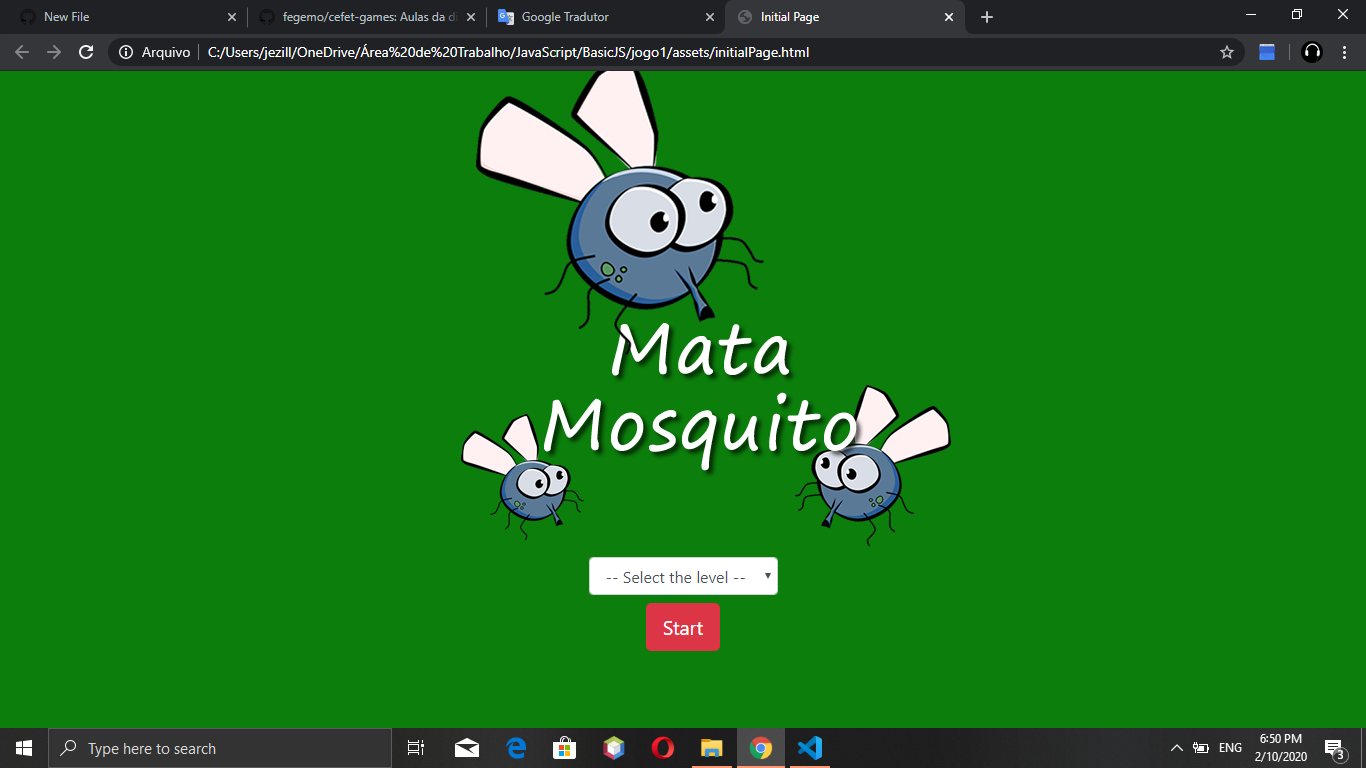 New File
fegemo/cefet-games: Aulas da di
Google Tradutor
Initial Page
Arquivo
C:/Users/jezill/OneDrive/Área%20de%20Trabalho/JavaScript/BasicJS/jogo1/assets/initialPage.html
Mata
Mosquito
-- Select the level --
Start
Type here to search
ENG
6:50 PM
2/10/2020
3